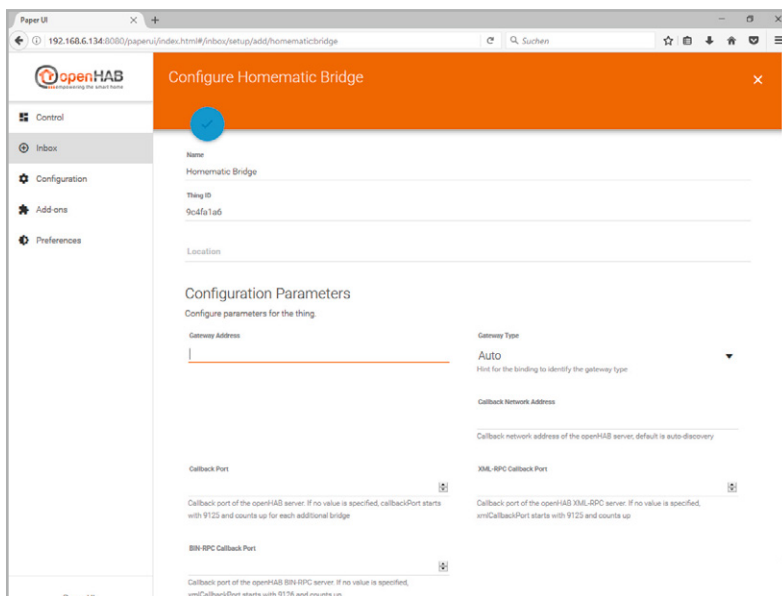 Paper UI
192.168.6.134:8080/paperui/index.html#/inbox/setup/add/homematicbridge
Suchen
openHAB
empowering the smart home
Configure Homematic Bridge
Control
Inbox
Configuration
Add-ons
Preferences
Name
Homematic Bridge
Thing ID
9c4fa1a6
Location
Configuration Parameters
Configure parameters for the thing.
Gateway Address
Gateway Type
Auto
Hint for the binding to identify the gateway type
Callback Network Address
Callback network address of the openHAB server, default is auto-discovery
Callback Port
Callback port of the openHAB server. If no value is specified, callbackPort starts
with 9125 and counts up for each additional bridge
XML-RPC Callback Port
Callback port of the openHAB XML-RPC server. If no value is specified,
xmlCallbackPort starts with 9125 and counts up
BIN-RPC Callback Port
Callback port of the openHAB BIN-RPC server. If no value is specified,
xmlCallbackPort starts with 9126 and counts up